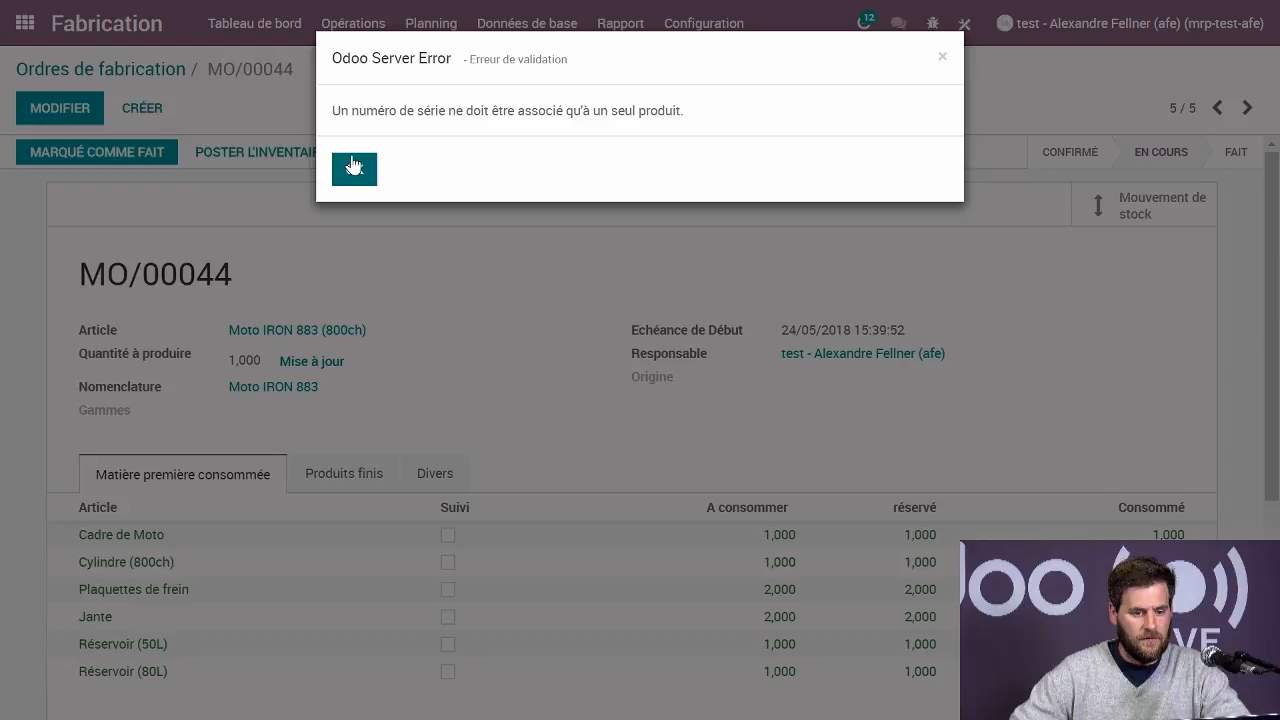 Fabrication
Tableau de bord Opérations Planning Données de base Rapport Configuration
12
test - Alexandre Fellner (afe) (mrp-test-afe)
Odoo Server Error - Erreur de validation
×
Ordres de fabrication / MO/00044
MODIFIER CRÉER
Un numéro de série ne doit être associé qu'à un seul produit.
5 / 5
MARQUÉ COMME FAIT POSTER L'INVENTAIR
CONFIRMÉ EN COURS FAIT
Mouvement de
stock
MO/00044
Article Moto IRON 883 (800ch) Echéance de Début 24/05/2018 15:39:52
Quantité à produire 1,000 Mise à jour Responsable test - Alexandre Fellner (afe)
Nomenclature Moto IRON 883 Origine
Gammes
Matière première consommée Produits finis Divers
Article Suivi A consommer réservé Consommé
Cadre de Moto 1,000 1,000 1,000
Cylindre (800ch) 1,000 1,000
Plaquettes de frein 2,000 2,000
Jante 2,000 2,000
Réservoir (50L) 1,000 1,000
Réservoir (80L) 1,000 1,000